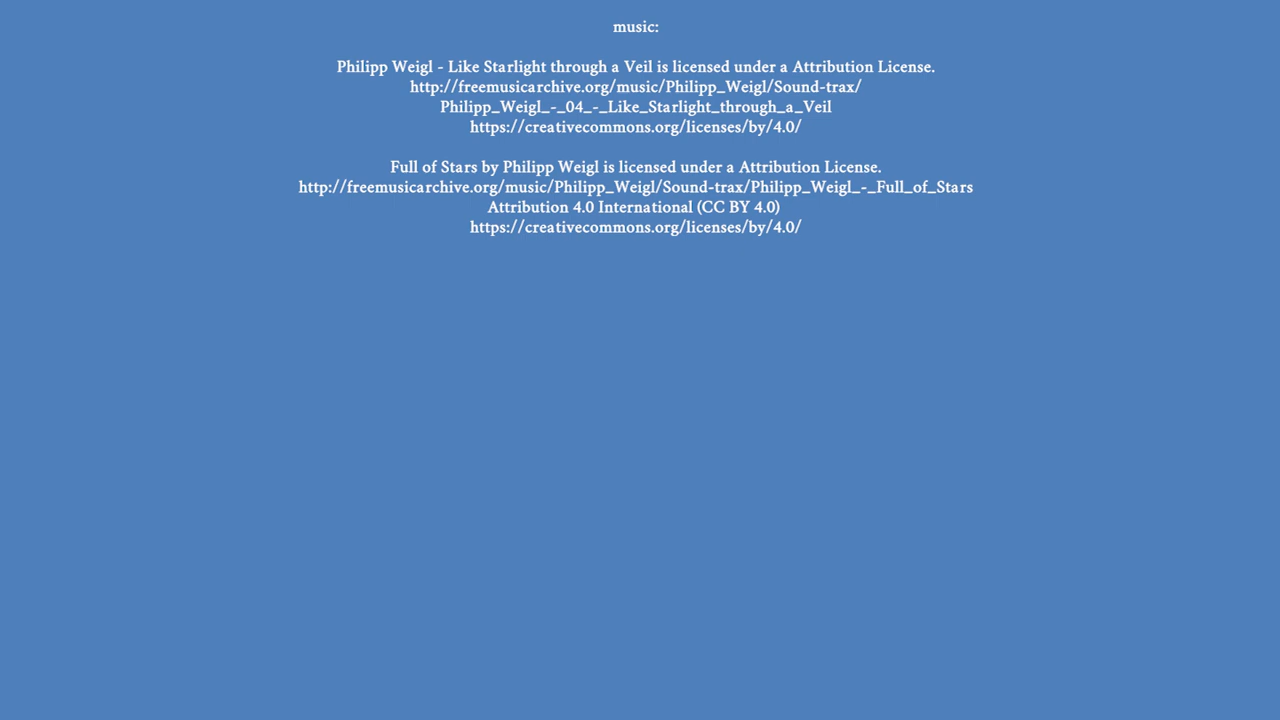 music:
Philipp Weigl - Like Starlight through a Veil is licensed under a Attribution License.
http://freemusicarchive.org/music/Philipp_Weigl/Sound-trax/
Philipp_Weigl_-_04_-_Like_Starlight_through_a_Veil
https://creativecommons.org/licenses/by/4.0/
Full of Stars by Philipp Weigl is licensed under a Attribution License.
http://freemusicarchive.org/music/Philipp_Weigl/Sound-trax/Philipp_Weigl_-_Full_of_Stars
Attribution 4.0 International (CC BY 4.0)
https://creativecommons.org/licenses/by/4.0/